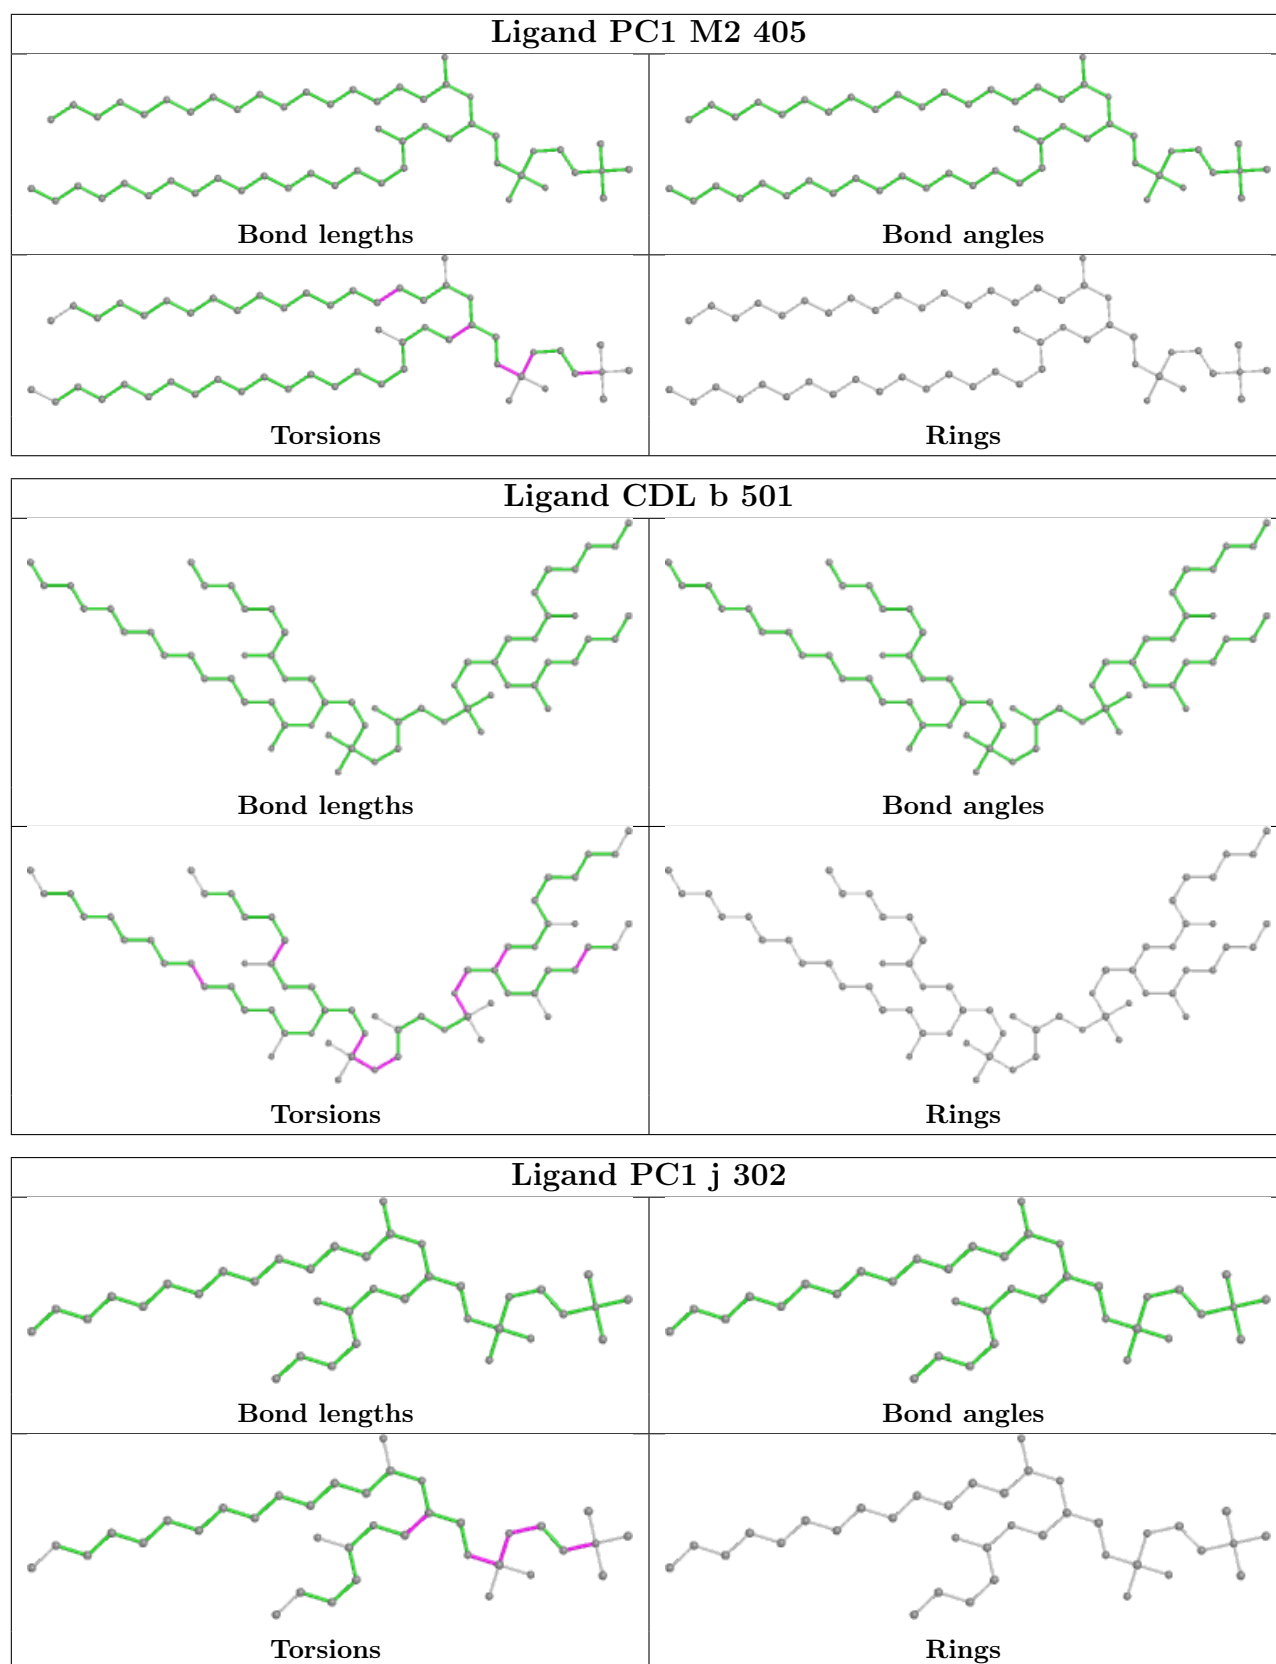 Ligand PC1 M2 405
Bond lengths
Bond angles
Torsions
Rings
Ligand CDL b 501
Bond lengths
Bond angles
Torsions
Rings
Ligand PC1 j 302
Bond lengths
Bond angles
Torsions
Rings